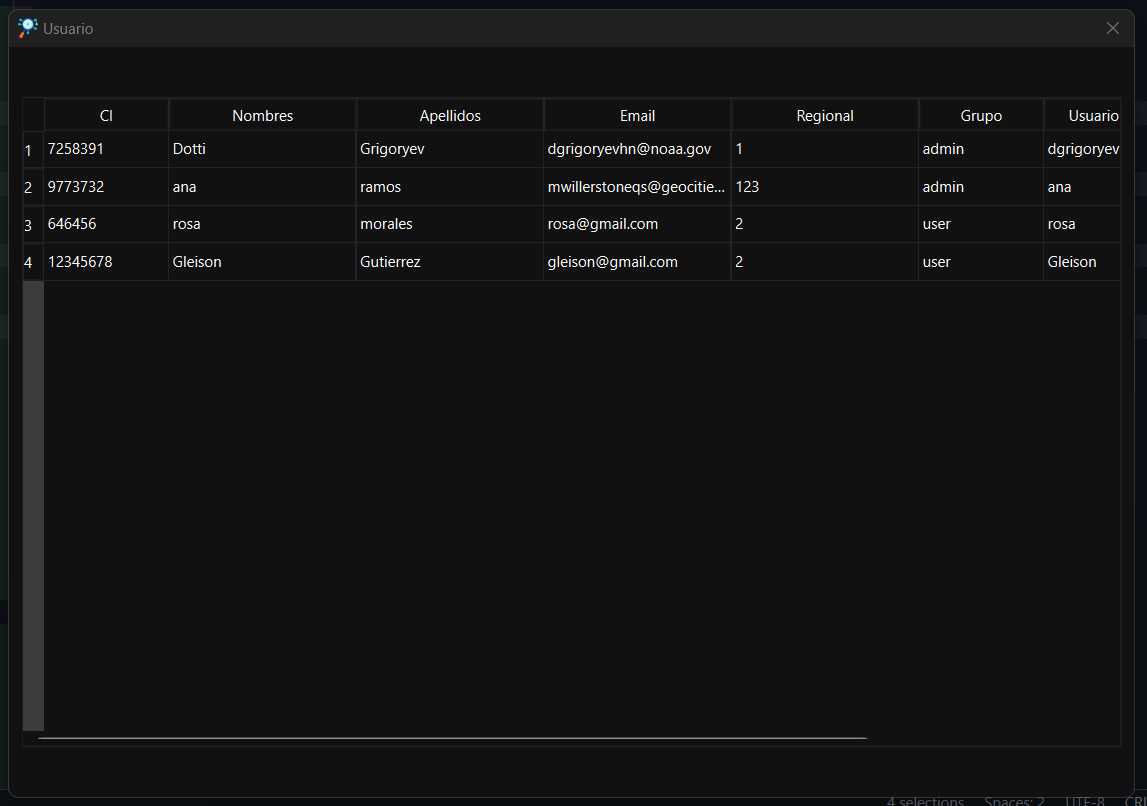 Usuario
CI Nombres Apellidos Email Regional Grupo Usuario
1 7258391 Dotti Grigoryev dgrigoryevhn@noaa.gov 1 admin dgrigoryev
2 9773732 ana ramos mwillerstoneqs@geocitie... 123 admin ana
3 646456 rosa morales rosa@gmail.com 2 user rosa
4 12345678 Gleison Gutierrez gleison@gmail.com 2 user Gleison
4 selections Spaces: 2 UTF-8